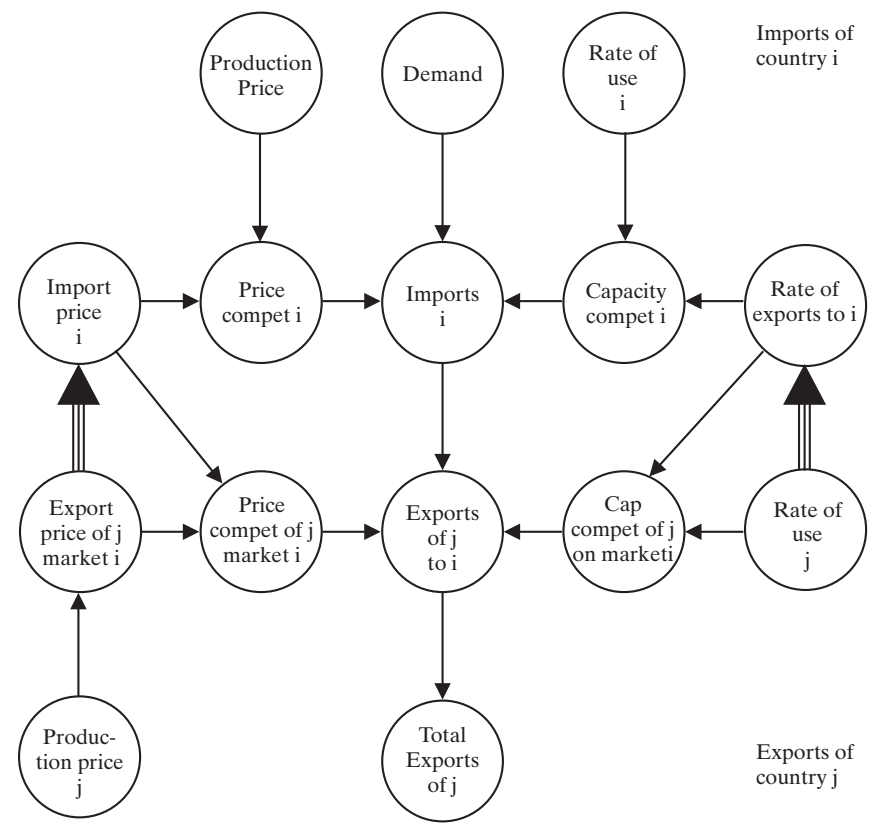 Production
Price
Demand
Rate of
use
i
Imports of
country i
Import
price
i
Price
compet i
Imports
i
Capacity
compet i
Rate of
exports to i
Export
price of j
market i
Price
compet of j
market i
Exports
of j
to i
Cap
compet of j
on marketi
Rate of
use
j
Produc-
tion price
j
Total
Exports
of j
Exports of
country j